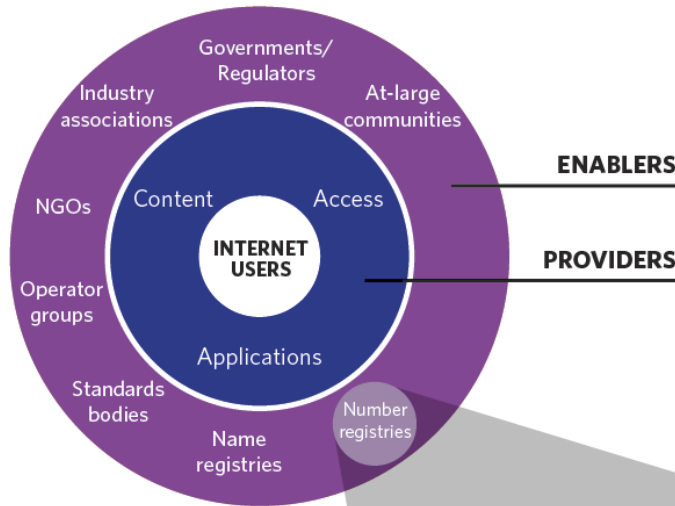 Governments/
Regulators
Industry
associations
At-large
communities
ENABLERS
NGOs
Content
Access
INTERNET
USERS
PROVIDERS
Operator
groups
Applications
Standards
bodies
Number
registries
Name
registries